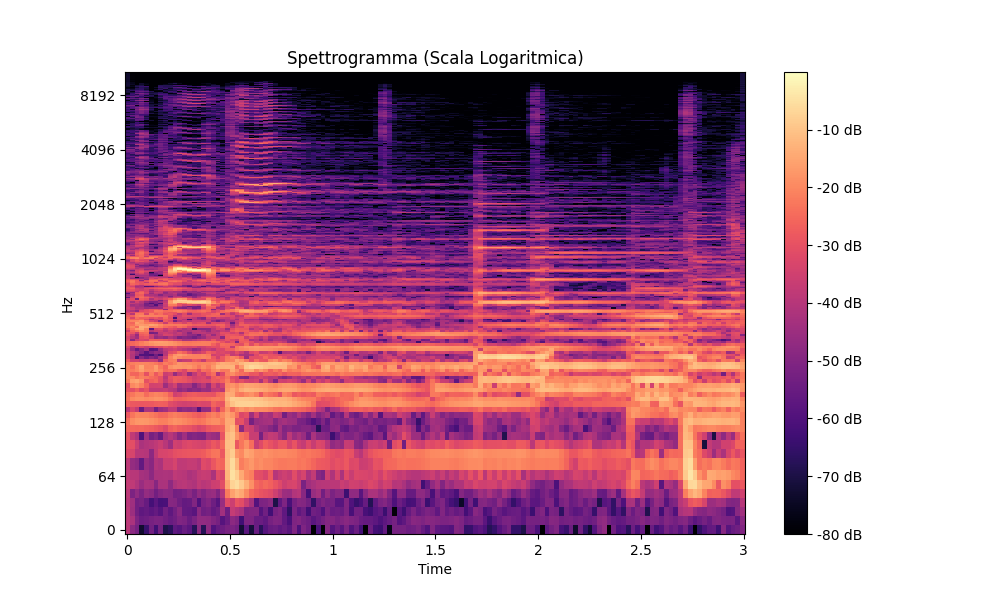 Spettrogramma (Scala Logaritmica)
8192
4096
2048
1024
512
256
128
64
0
Hz
0
0.5
1
1.5
2
2.5
3
Time
-10 dB
-20 dB
-30 dB
-40 dB
-50 dB
-60 dB
-70 dB
-80 dB